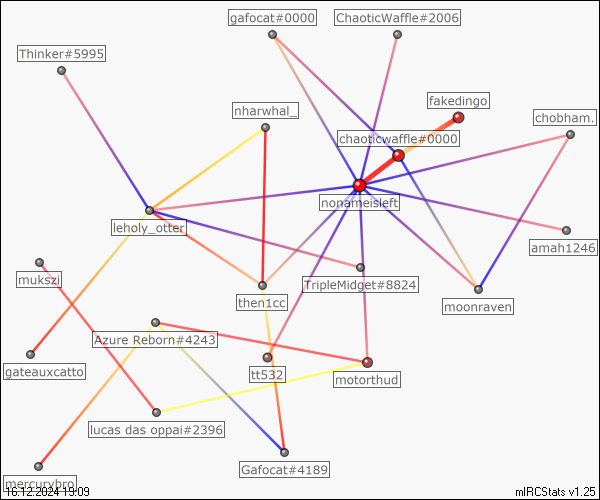 gafocat#0000
ChaoticWaffle#2006
Thinker#5995
fakedingo
nharwhal_
chobham.
chaoticwaffle#0000
nonameisleft
leholy_otter
amah1246
mukszi
TripleMidget#8824
then1cc
moonraven
Azure Reborn#4243
gateauxcatto
tt532
motorthud
lucas das oppai#2396
Gafocat#4189
mercurybro
16.12.2024 19:09
mIRCStats v1.25